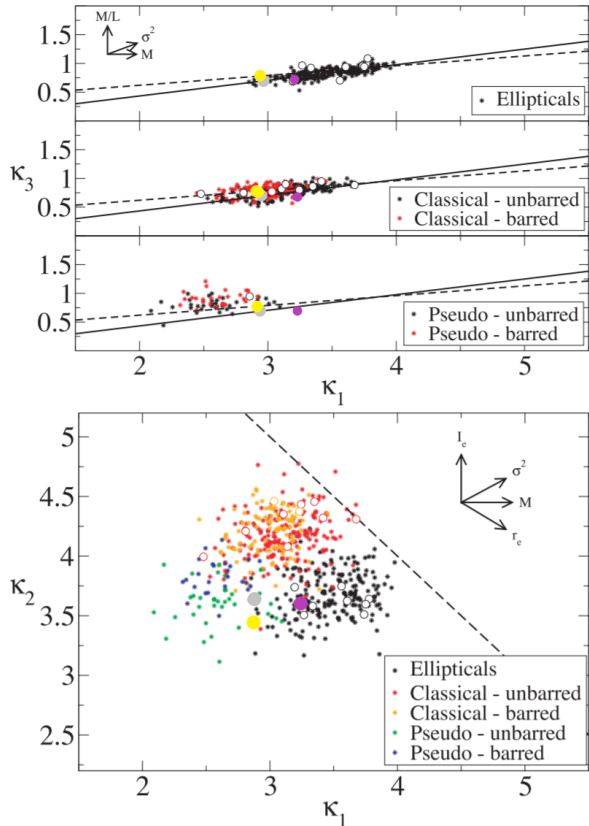 M/L
σ²
M
1.5
1
0.5
Ellipticals
κ₃
1.5
1
0.5
Classical - unbarred
Classical - barred
1.5
1
0.5
Pseudo - unbarred
Pseudo - barred
2 3 4 5
κ₁
5
4.5
4
3.5
3
2.5
κ₂
Iₑ
σ²
M
rₑ
Ellipticals
Classical - unbarred
Classical - barred
Pseudo - unbarred
Pseudo - barred
2 3 4 5
κ₁